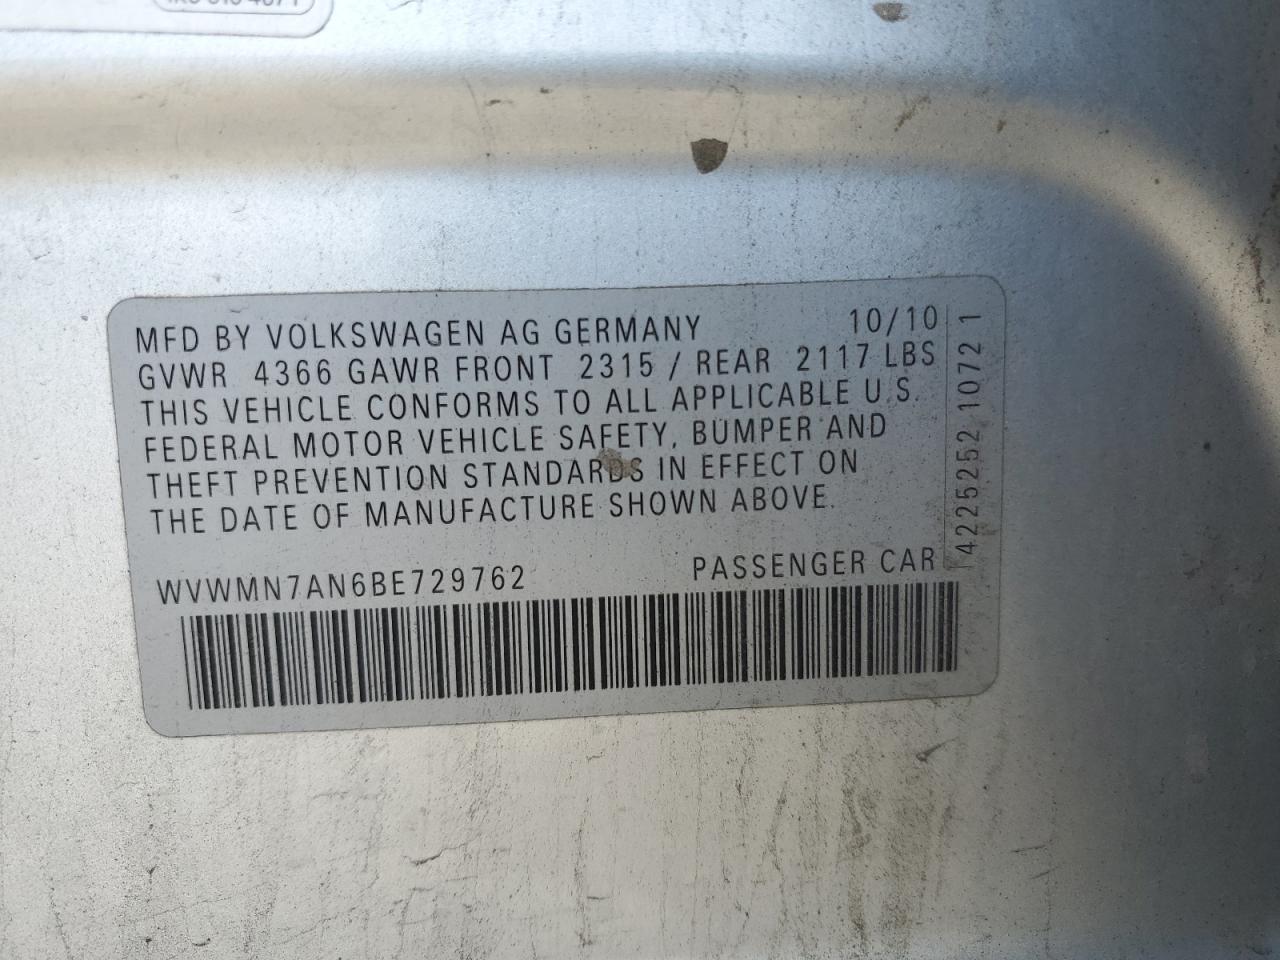 MFD BY VOLKSWAGEN AG GERMANY 10/10
GVWR 4366 GAWR FRONT 2315 / REAR 2117 LBS
THIS VEHICLE CONFORMS TO ALL APPLICABLE U.S.
FEDERAL MOTOR VEHICLE SAFETY, BUMPER AND
THEFT PREVENTION STANDARDS IN EFFECT ON
THE DATE OF MANUFACTURE SHOWN ABOVE.
WVWMN7AN6BE729762 PASSENGER CAR
4225252 1072 1